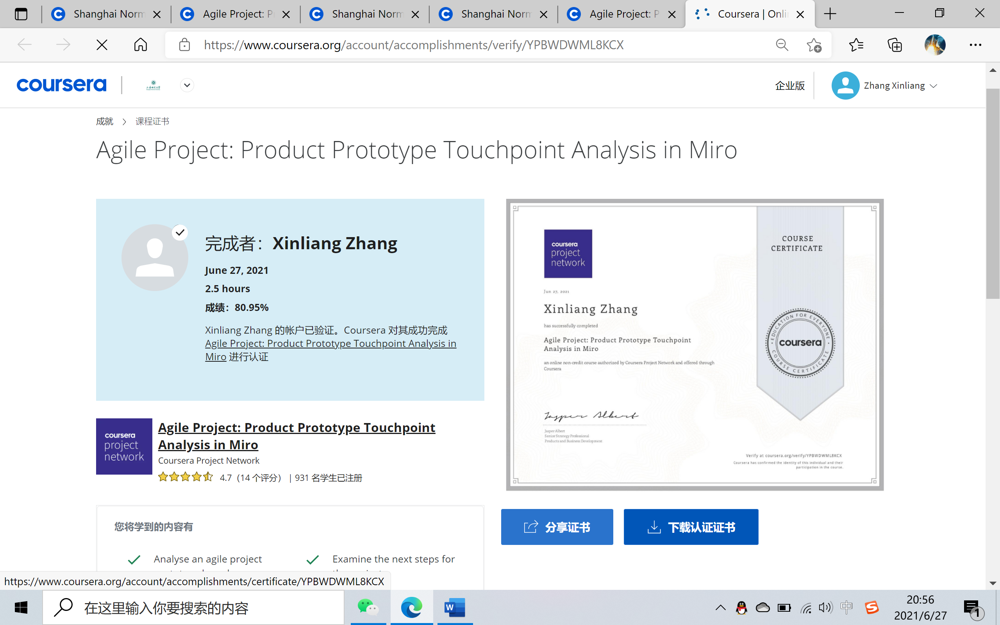 Shanghai Norm
Agile Project: P
Shanghai Norm
Shanghai Norm
Agile Project: P
Coursera | Onli
https://www.coursera.org/account/accomplishments/verify/YPBWDWML8KCX
coursera
企业版
Zhang Xinliang
成就
课程证书
Agile Project: Product Prototype Touchpoint Analysis in Miro
完成者：Xinliang Zhang
June 27, 2021
2.5 hours
成绩：80.95%
Xinliang Zhang 的帐户已验证。Coursera 对其成功完成
Agile Project: Product Prototype Touchpoint Analysis in
Miro 进行认证
coursera
project
network
Agile Project: Product Prototype Touchpoint
Analysis in Miro
Coursera Project Network
4.7（14 个评分） | 931 名学生已注册
您将学到的内容有
Analyse an agile project
Examine the next steps for
coursera
project
network
Jun 27, 2021
Xinliang Zhang
has successfully completed
Agile Project: Product Prototype Touchpoint
Analysis in Miro
an online non-credit course authorized by Coursera Project Network and offered through
Coursera
Jasper Albert
Jasper Albert
Senior Strategy Professional
Products and Business Development
COURSE
CERTIFICATE
EDUCATION FOR EVERYONE
coursera
COURSE CERTIFICATE
Verify at coursera.org/verify/YPBWDWML8KCX
Coursera has confirmed the identity of this individual and their
participation in the course.
分享证书
下载认证证书
https://www.coursera.org/account/accomplishments/certificate/YPBWDWML8KCX
在这里输入你要搜索的内容
W
中
S
20:56
2021/6/27
1